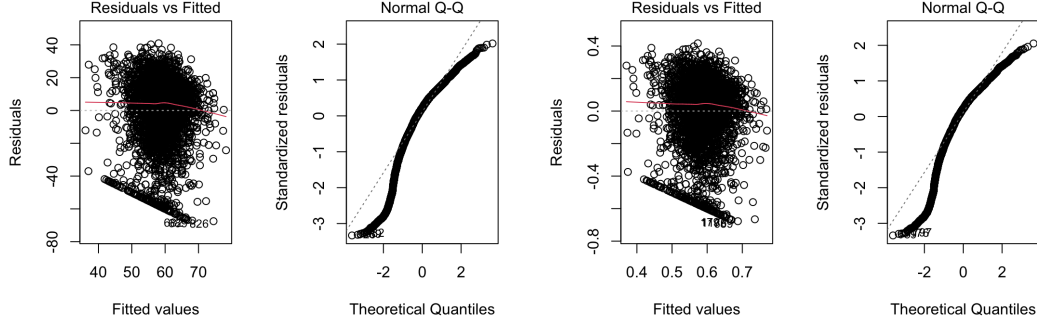 Residuals vs Fitted
Residuals
40
20
0
-40
-80
40 50 60 70
Fitted values
Normal Q-Q
Standardized residuals
2
1
0
-1
-2
-3
-2 0 2
Theoretical Quantiles
Residuals vs Fitted
Residuals
0.4
0.0
-0.4
-0.8
0.4 0.5 0.6 0.7
Fitted values
Normal Q-Q
Standardized residuals
2
1
0
-1
-2
-3
-2 0 2
Theoretical Quantiles